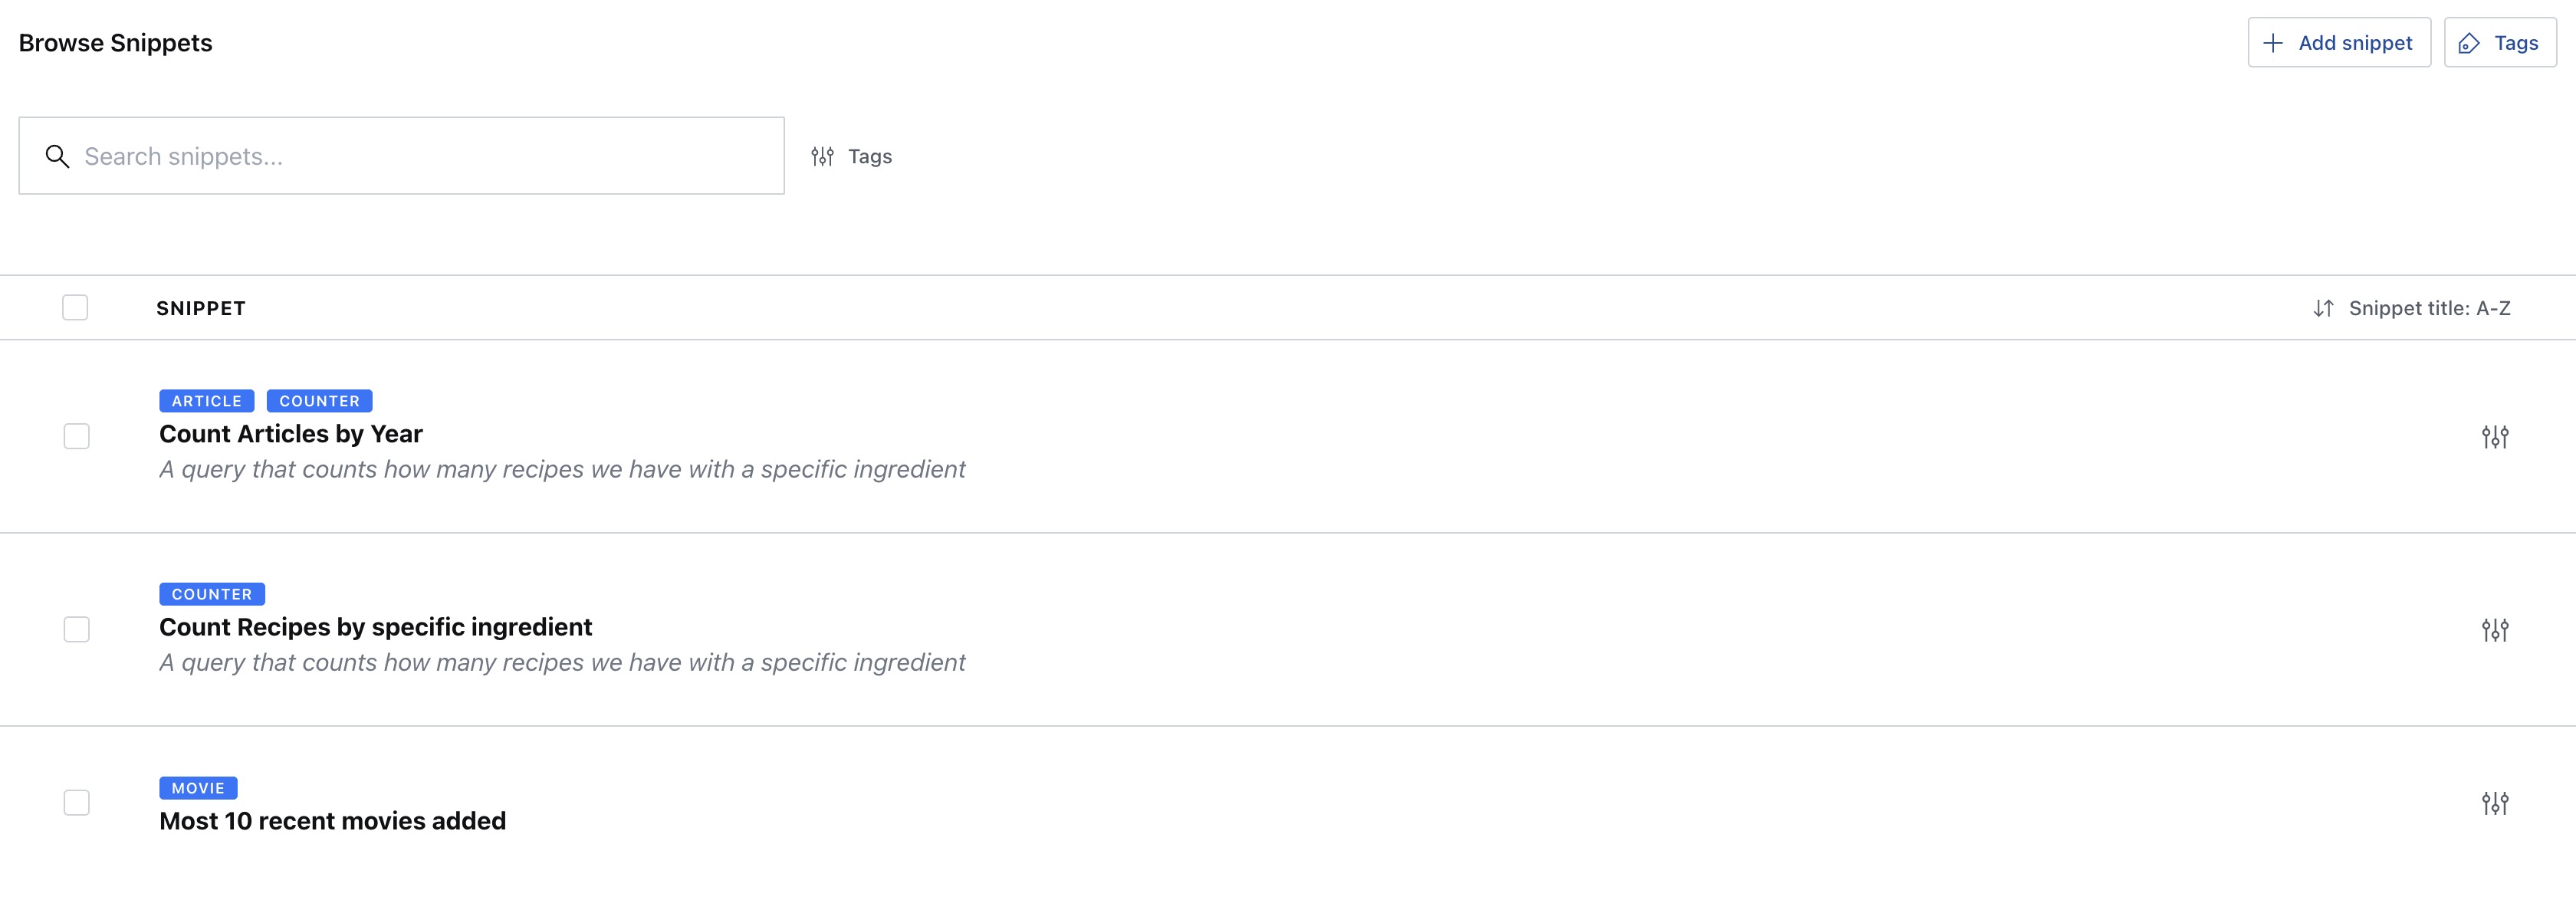 Browse Snippets
Add snippet
Tags
Search snippets...
Tags
SNIPPET
Snippet title: A-Z
ARTICLE COUNTER
Count Articles by Year
A query that counts how many recipes we have with a specific ingredient
COUNTER
Count Recipes by specific ingredient
A query that counts how many recipes we have with a specific ingredient
MOVIE
Most 10 recent movies added